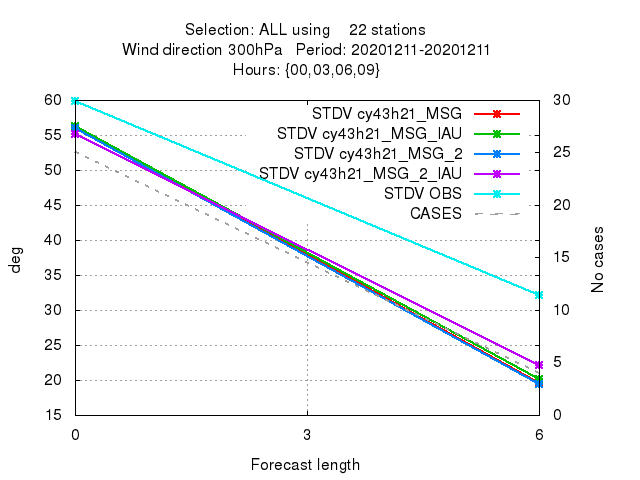 Selection: ALL using 22 stations
Wind direction 300hPa Period: 20201211-20201211
Hours: {00,03,06,09}
60 30
STDV cy43h21_MSG
55
STDV cy43h21_MSG_IAU
50 25
STDV cy43h21_MSG_2
STDV cy43h21_MSG_2_IAU
STDV OBS
CASES
45 20
40
35 15
30 10
25 5
20
15 0
deg
No cases
0 3 6
Forecast length